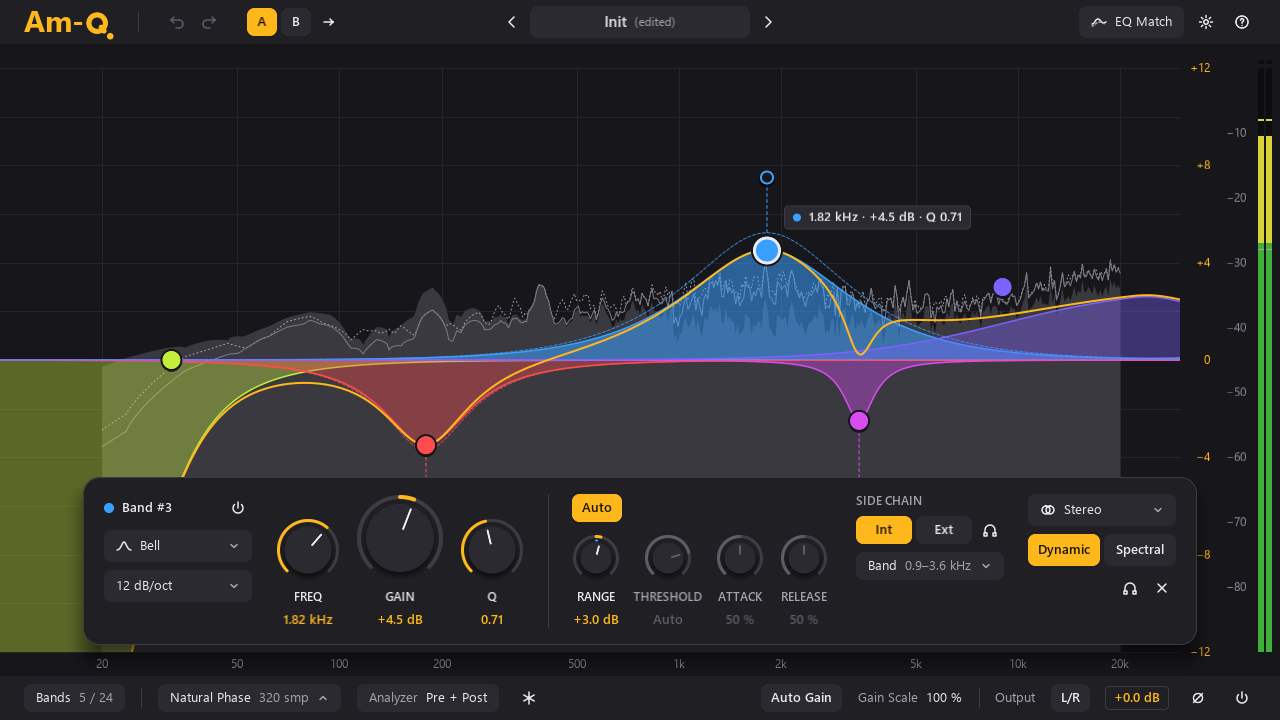 Am-Q
A B
Init (edited)
EQ Match
+12
-10
+8
-20
1.82 kHz · +4.5 dB · Q 0.71
+4
-30
-40
0
-50
-4
-60
-70
-8
-80
-12
Band #3
Bell
12 dB/oct
FREQ
1.82 kHz
GAIN
+4.5 dB
Q
0.71
Auto
RANGE
+3.0 dB
THRESHOLD
Auto
ATTACK
50 %
RELEASE
50 %
SIDE CHAIN
Int Ext
Band 0.9–3.6 kHz
Stereo
Dynamic Spectral
20 50 100 200 500 1k 2k 5k 10k 20k
Bands 5 / 24
Natural Phase 320 smp
Analyzer Pre + Post
Auto Gain
Gain Scale 100 %
Output L/R +0.0 dB